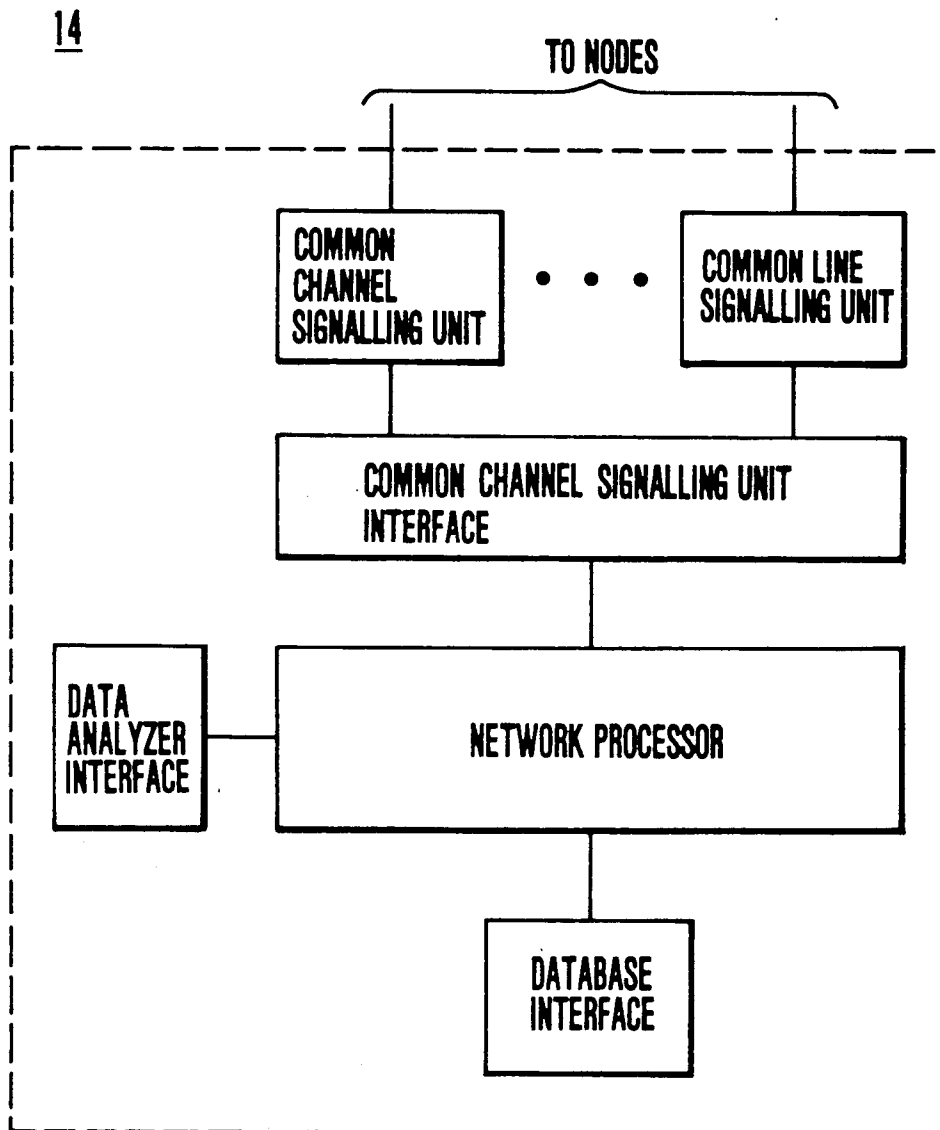 14
TO NODES
COMMON
CHANNEL
SIGNALLING UNIT
COMMON LINE
SIGNALLING UNIT
COMMON CHANNEL SIGNALLING UNIT
INTERFACE
DATA
ANALYZER
INTERFACE
NETWORK PROCESSOR
DATABASE
INTERFACE